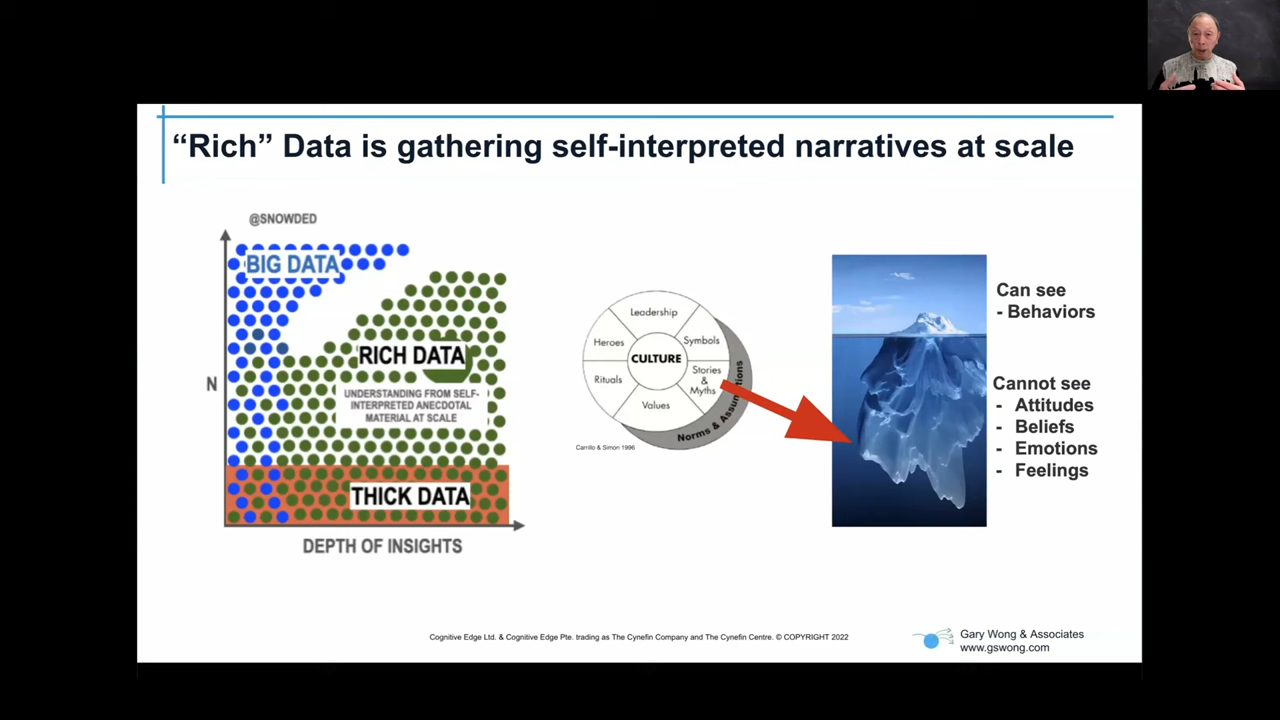 “Rich” Data is gathering self-interpreted narratives at scale
@SNOWDED
BIG DATA
RICH DATA
UNDERSTANDING FROM SELF-
INTERPRETED ANECDOTAL
MATERIAL AT SCALE
THICK DATA
N
DEPTH OF INSIGHTS
Leadership
Heroes
Symbols
CULTURE
Stories
&
Myths
Rituals
Values
Norms & Assumptions
Carrillo & Simon 1996
Can see
- Behaviors
Cannot see
- Attitudes
- Beliefs
- Emotions
- Feelings
Cognitive Edge Ltd. & Cognitive Edge Pte. trading as The Cynefin Company and The Cynefin Centre. © COPYRIGHT 2022
Gary Wong & Associates
www.gswong.com